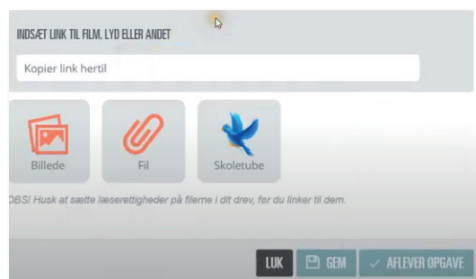 INDSÆT LINK TIL FILM, LYD ELLER ANDET
Kopier link hertil
Billede
Fil
Skoletube
OBS! Husk at sætte læserettigheder på filerne i dit drev, før du linker til dem.
LUK
GEM
AFLEVER OPGAVE